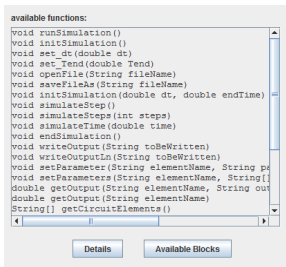 available functions:
void runSimulation()
void initSimulation()
void set_dt(double dt)
void set_Tend(double Tend)
void openFile(String fileName)
void saveFileAs(String fileName)
void initSimulation(double dt, double endTime)
void simulateStep()
void simulateSteps(int steps)
void simulateTime(double time)
void endSimulation()
void writeOutput(String toBeWritten)
void writeOutputLn(String toBeWritten)
void setParameter(String elementName, String pa
void setParameters(String elementName, String[]
double getOutput(String elementName, String out
double getOutput(String elementName)
String[] getCircuitElements()
Details Available Blocks